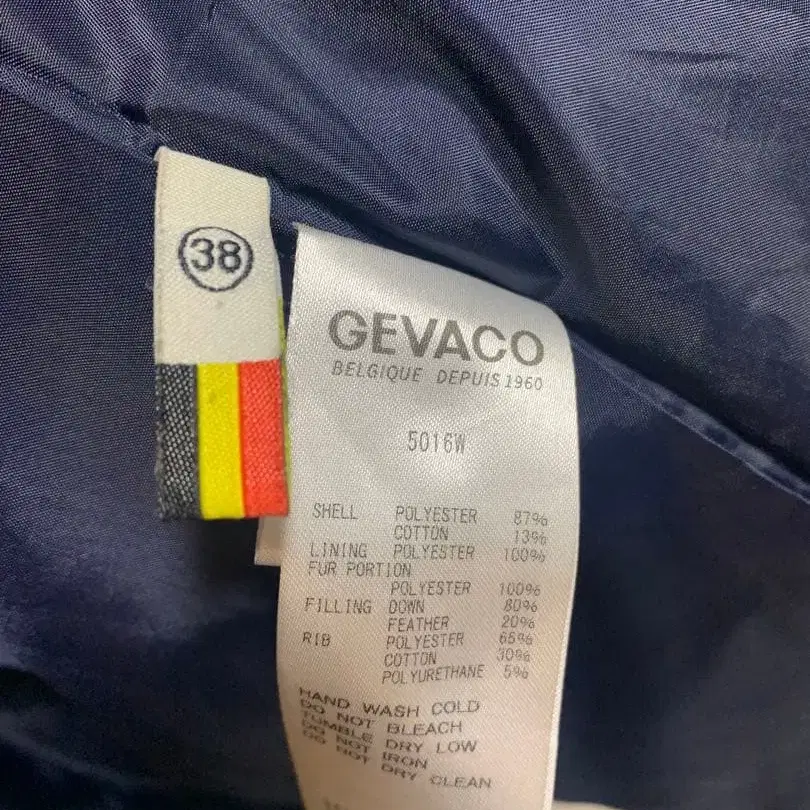 38
GEVACO
BELGIQUE DEPUIS 1960
5016W
SHELL POLYESTER 87%
COTTON 13%
LINING POLYESTER 100%
FUR PORTION
POLYESTER 100%
FILLING DOWN 80%
FEATHER 20%
RIB POLYESTER 65%
COTTON 30%
POLYURETHANE 5%
HAND WASH COLD
DO NOT BLEACH
TUMBLE DRY LOW
DO NOT IRON
DO NOT DRY CLEAN